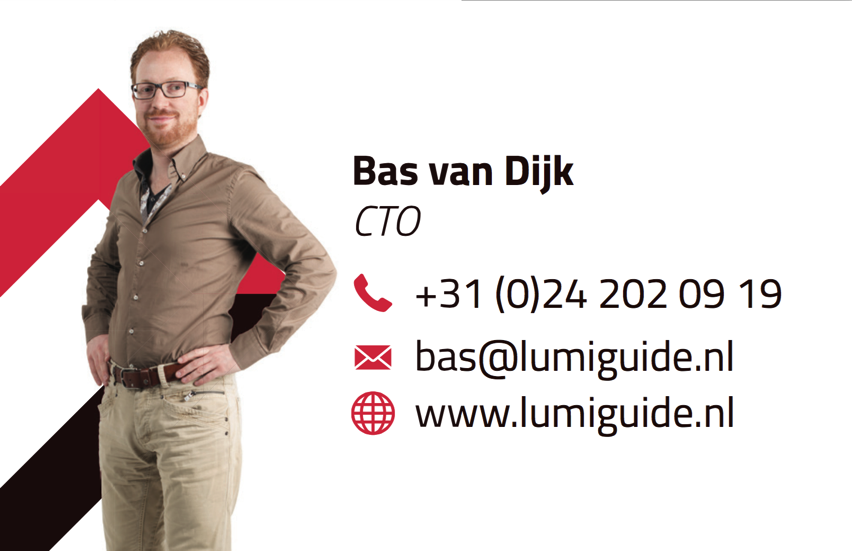 Bas van Dijk
CTO
+31 (0)24 202 09 19
bas@lumiguide.nl
www.lumiguide.nl